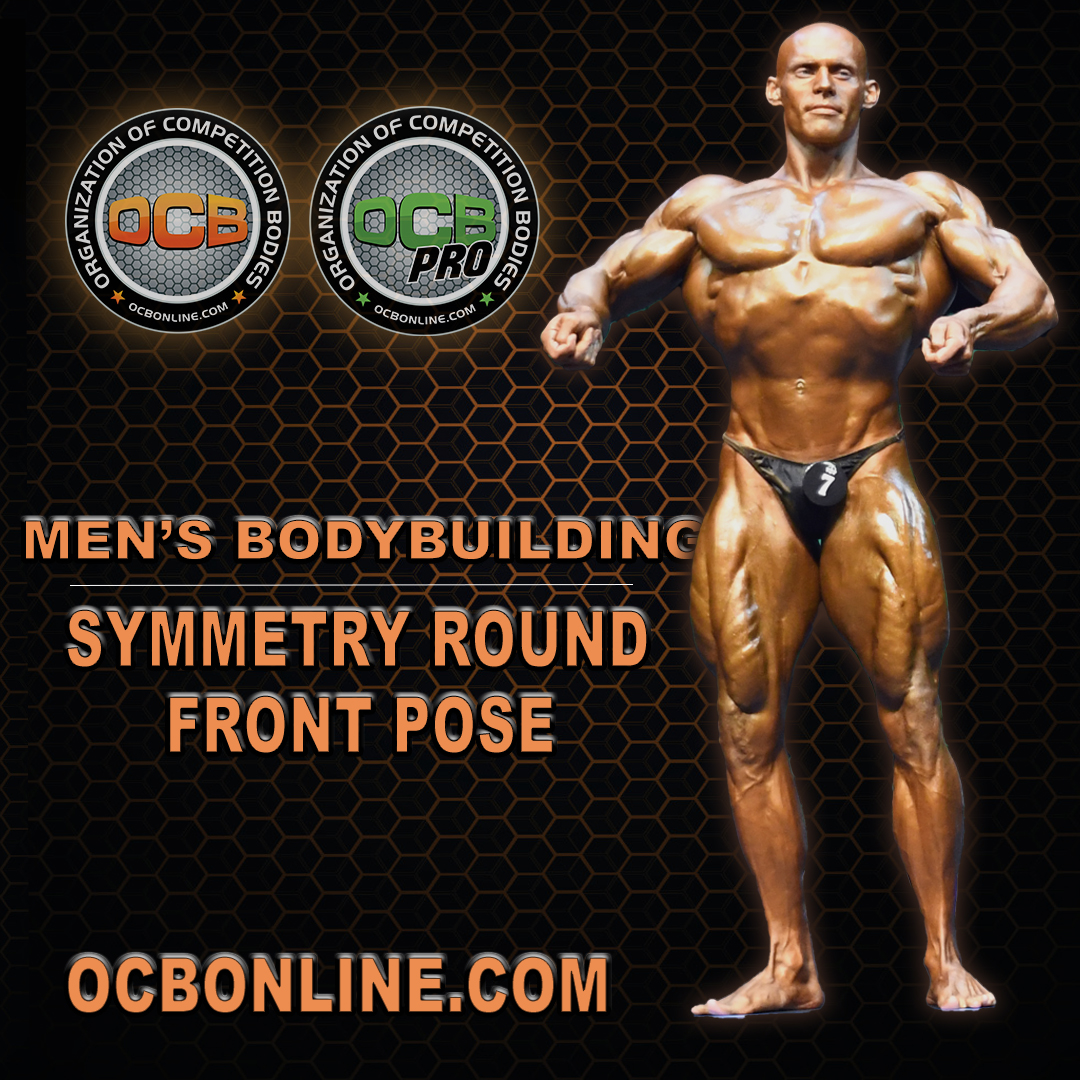 ORGANIZATION OF COMPETITION BODIES
OCB
OCBONLINE.COM
ORGANIZATION OF COMPETITION BODIES
OCB
PRO
OCBONLINE.COM
7
MEN’S BODYBUILDING
SYMMETRY ROUND
FRONT POSE
OCBONLINE.COM